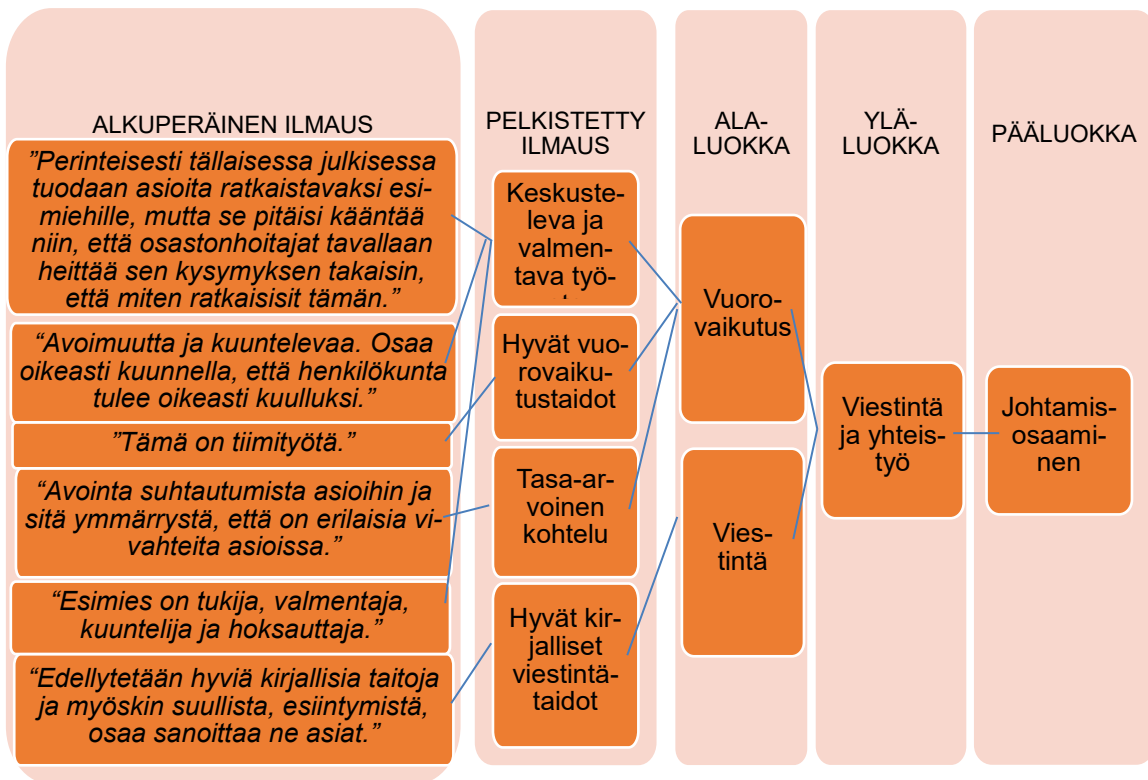 ALKUPERÄINEN ILMAUS
”Perinteisesti tällaisessa julkisessa
tuodaan asioita ratkaistavaksi esi-
miehille, mutta se pitäisi kääntää
niin, että osastonhoitajat tavallaan
heittää sen kysymyksen takaisin,
että miten ratkaisisit tämän.”
“Avoimuutta ja kuuntelevaa. Osaa
oikeasti kuunnella, että henkilökunta
tulee oikeasti kuulluksi.”
”Tämä on tiimityötä.”
“Avointa suhtautumista asioihin ja
sitä ymmärrystä, että on erilaisia vi-
vahteita asioissa.”
“Esimies on tukija, valmentaja,
kuuntelija ja hoksauttaja.”
“Edellytetään hyviä kirjallisia taitoja
ja myöskin suullista, esiintymistä,
osaa sanoittaa ne asiat.”
PELKISTETTY
ILMAUS
Keskuste-
leva ja
valmen-
tava työ-
Hyvät vuo-
rovaiku-
tustaidot
Tasa-ar-
voinen
kohtelu
Hyvät kir-
jalliset
viestintä-
taidot
ALA-
LUOKKA
Vuoro-
vaikutus
Vies-
tintä
YLÄ-
LUOKKA
Viestintä
ja yhteis-
työ
PÄÄLUOKKA
Johtamis-
osaami-
nen